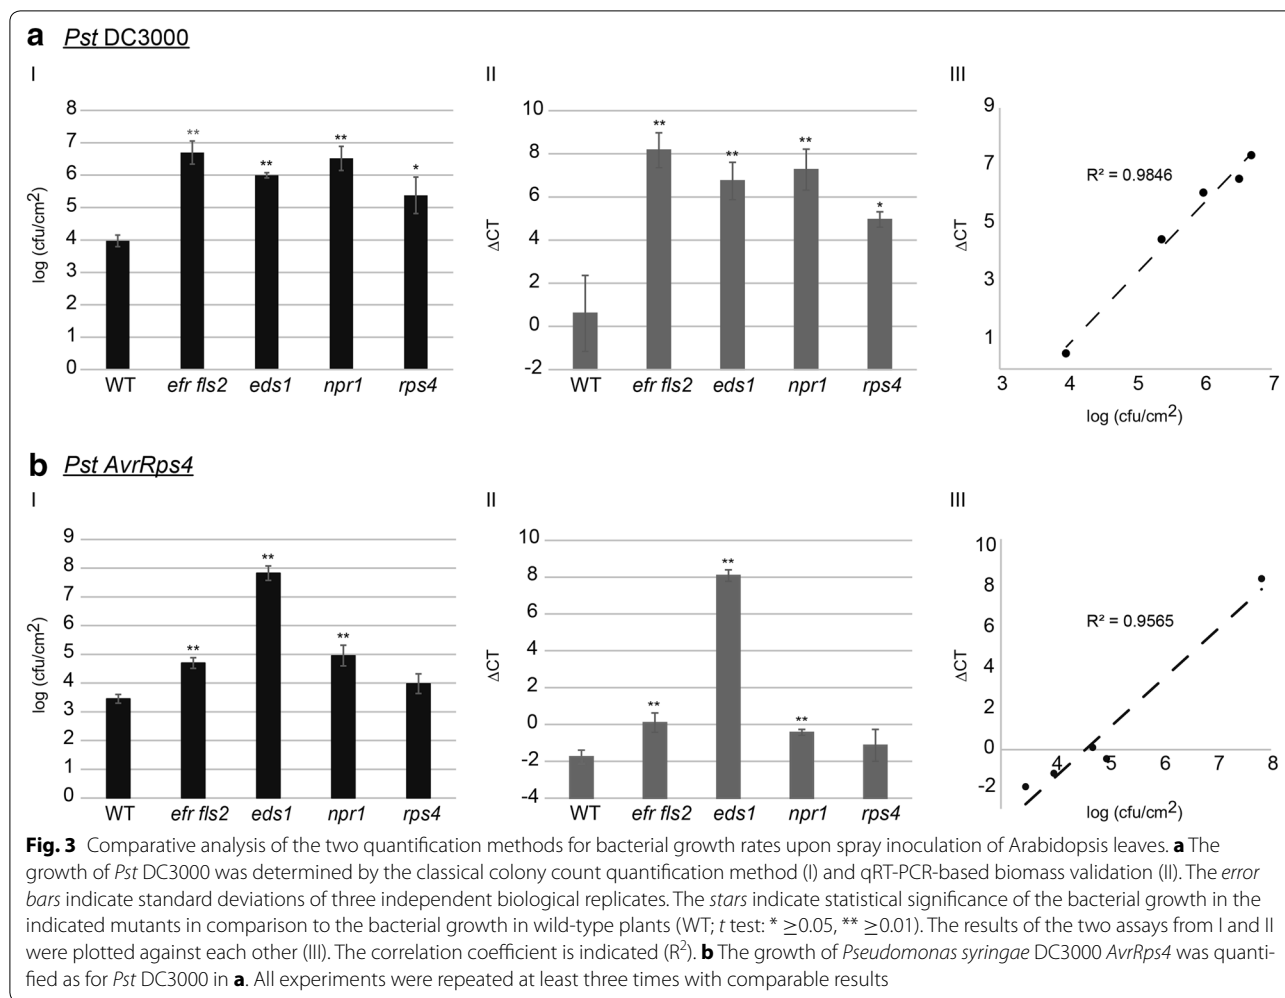 a Pst DC3000
I
II
III
log (cfu/cm2)
8
7
6
5
4
3
2
1
0
** ** ** *
WT efr fls2 eds1 npr1 rps4
ΔCT
10
8
6
4
2
0
-2
** ** ** *
WT efr fls2 eds1 npr1 rps4
ΔCT
9
7
5
3
1
R² = 0.9846
3 4 5 6 7
log (cfu/cm2)
b Pst AvrRps4
I
II
III
log (cfu/cm2)
9
8
7
6
5
4
3
2
1
0
** ** **
WT efr fls2 eds1 npr1 rps4
ΔCT
10
8
6
4
2
0
-2
-4
** ** **
WT efr fls2 eds1 npr1 rps4
ΔCT
10
8
6
4
2
0
-2
R² = 0.9565
4 5 6 7 8
log (cfu/cm2)
Fig. 3 Comparative analysis of the two quantification methods for bacterial growth rates upon spray inoculation of Arabidopsis leaves. a The
growth of Pst DC3000 was determined by the classical colony count quantification method (I) and qRT-PCR-based biomass validation (II). The error
bars indicate standard deviations of three independent biological replicates. The stars indicate statistical significance of the bacterial growth in the
indicated mutants in comparison to the bacterial growth in wild-type plants (WT; t test: * ≥0.05, ** ≥0.01). The results of the two assays from I and II
were plotted against each other (III). The correlation coefficient is indicated (R2). b The growth of Pseudomonas syringae DC3000 AvrRps4 was quanti-
fied as for Pst DC3000 in a. All experiments were repeated at least three times with comparable results